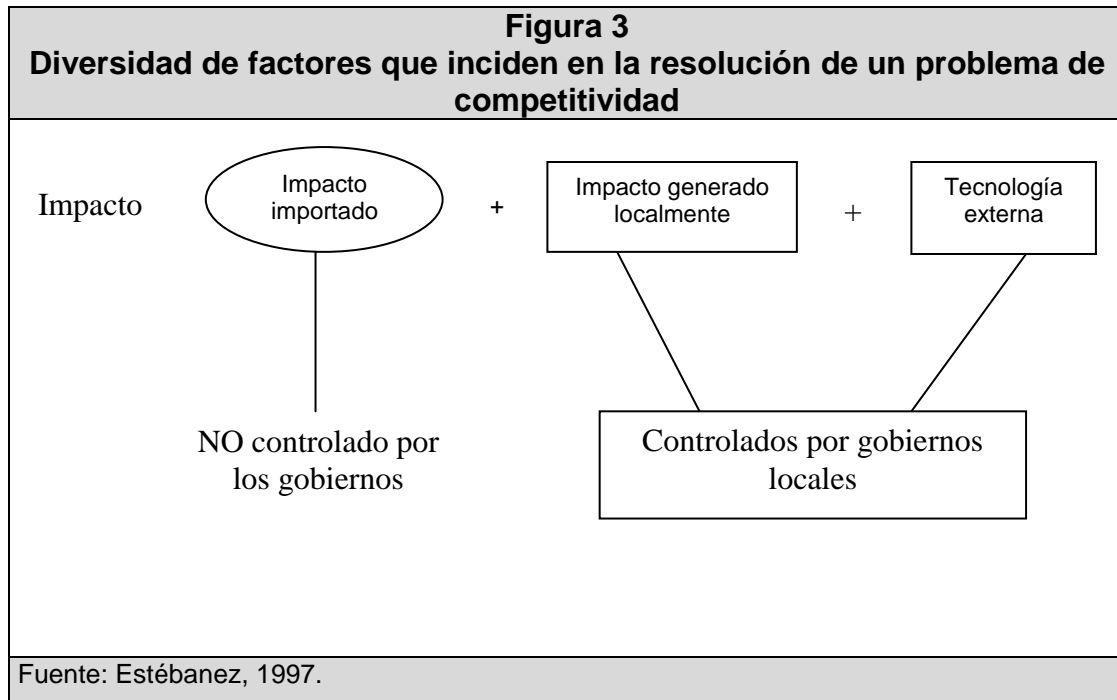 Figura 3
Diversidad de factores que inciden en la resolución de un problema de
competitividad
Impacto
Impacto
importado
+
Impacto generado
localmente
+
Tecnología
externa
NO controlado por
los gobiernos
Controlados por gobiernos
locales
Fuente: Estébanez, 1997.